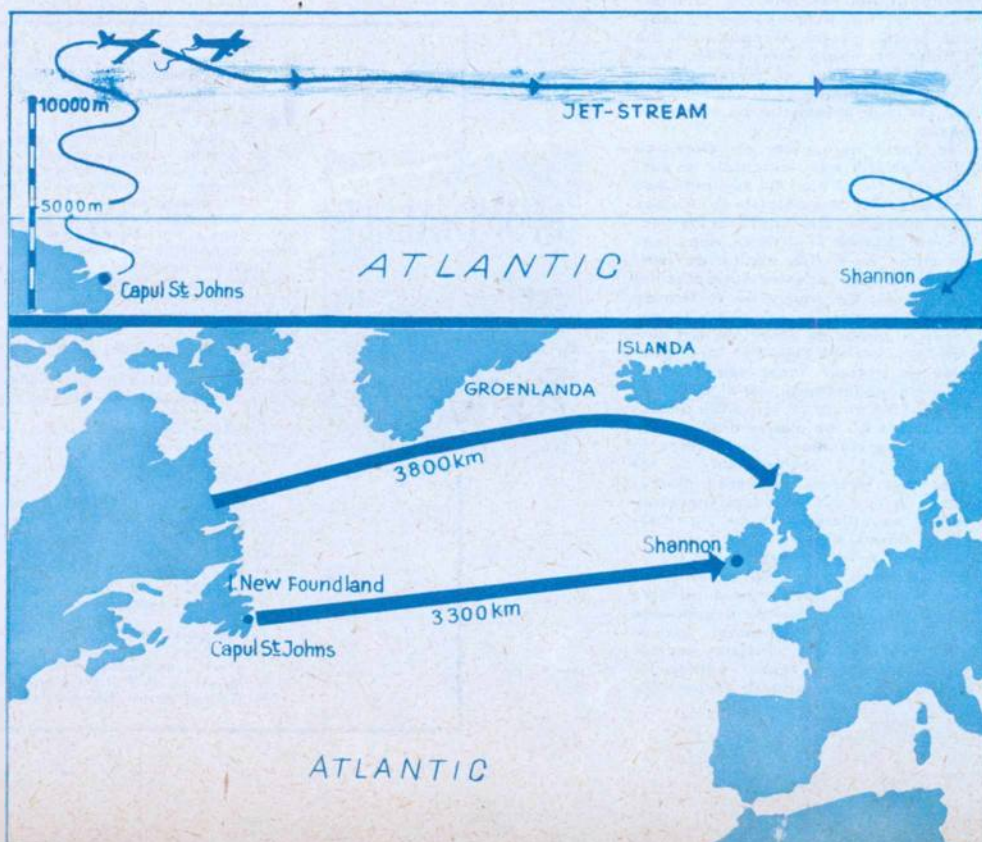 10000m
JET-STREAM
5000m
ATLANTIC
Capul St Johns
Shannon
ISLANDA
GROENLANDA
3800km
Shannon
I. New Foundland
3300km
Capul St Johns
ATLANTIC